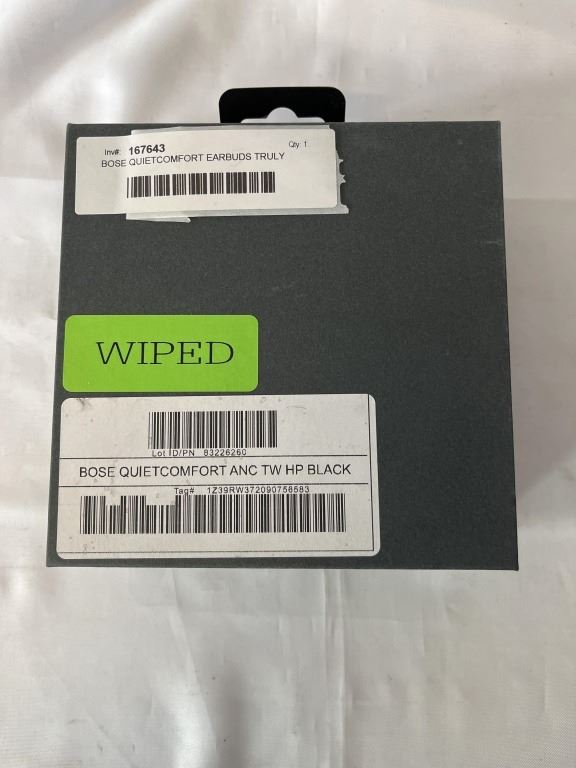 Inv#: 167643 Qty: 1
BOSE QUIETCOMFORT EARBUDS TRULY
WIPED
Lot ID/PN 83226260
BOSE QUIETCOMFORT ANC TW HP BLACK
Tag# 1Z39RW372090756583